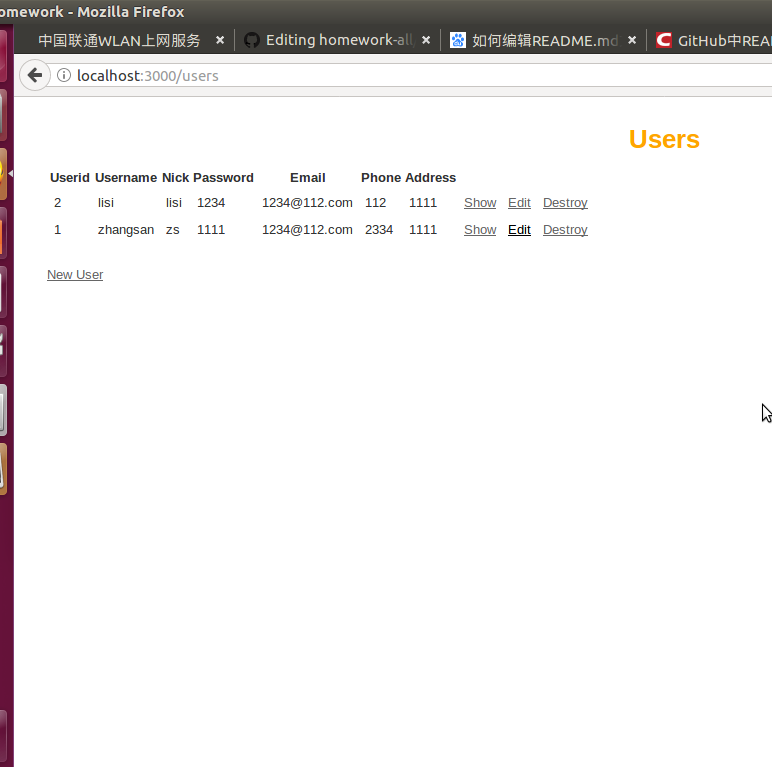 omework - Mozilla Firefox
中国联通WLAN上网服务 × Editing homework-all × 如何编辑README.md × GitHub中REA
localhost:3000/users
Users
Userid Username Nick Password Email Phone Address
2 lisi lisi 1234 1234@112.com 112 1111 Show Edit Destroy
1 zhangsan zs 1111 1234@112.com 2334 1111 Show Edit Destroy
New User